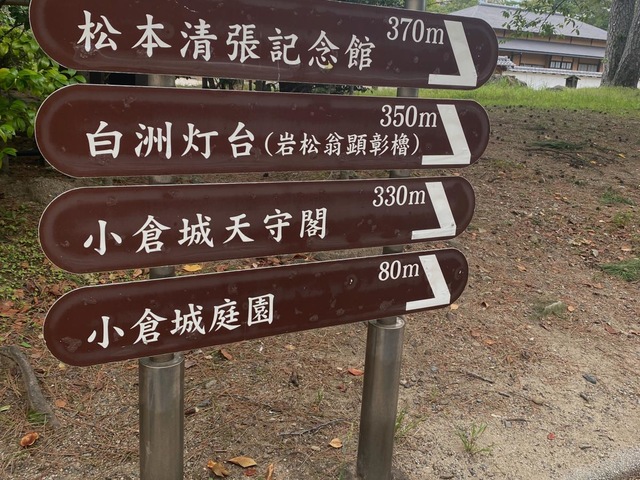 松本清張記念館 370m
白洲灯台(岩松翁顕彰櫓) 350m
小倉城天守閣 330m
小倉城庭園 80m